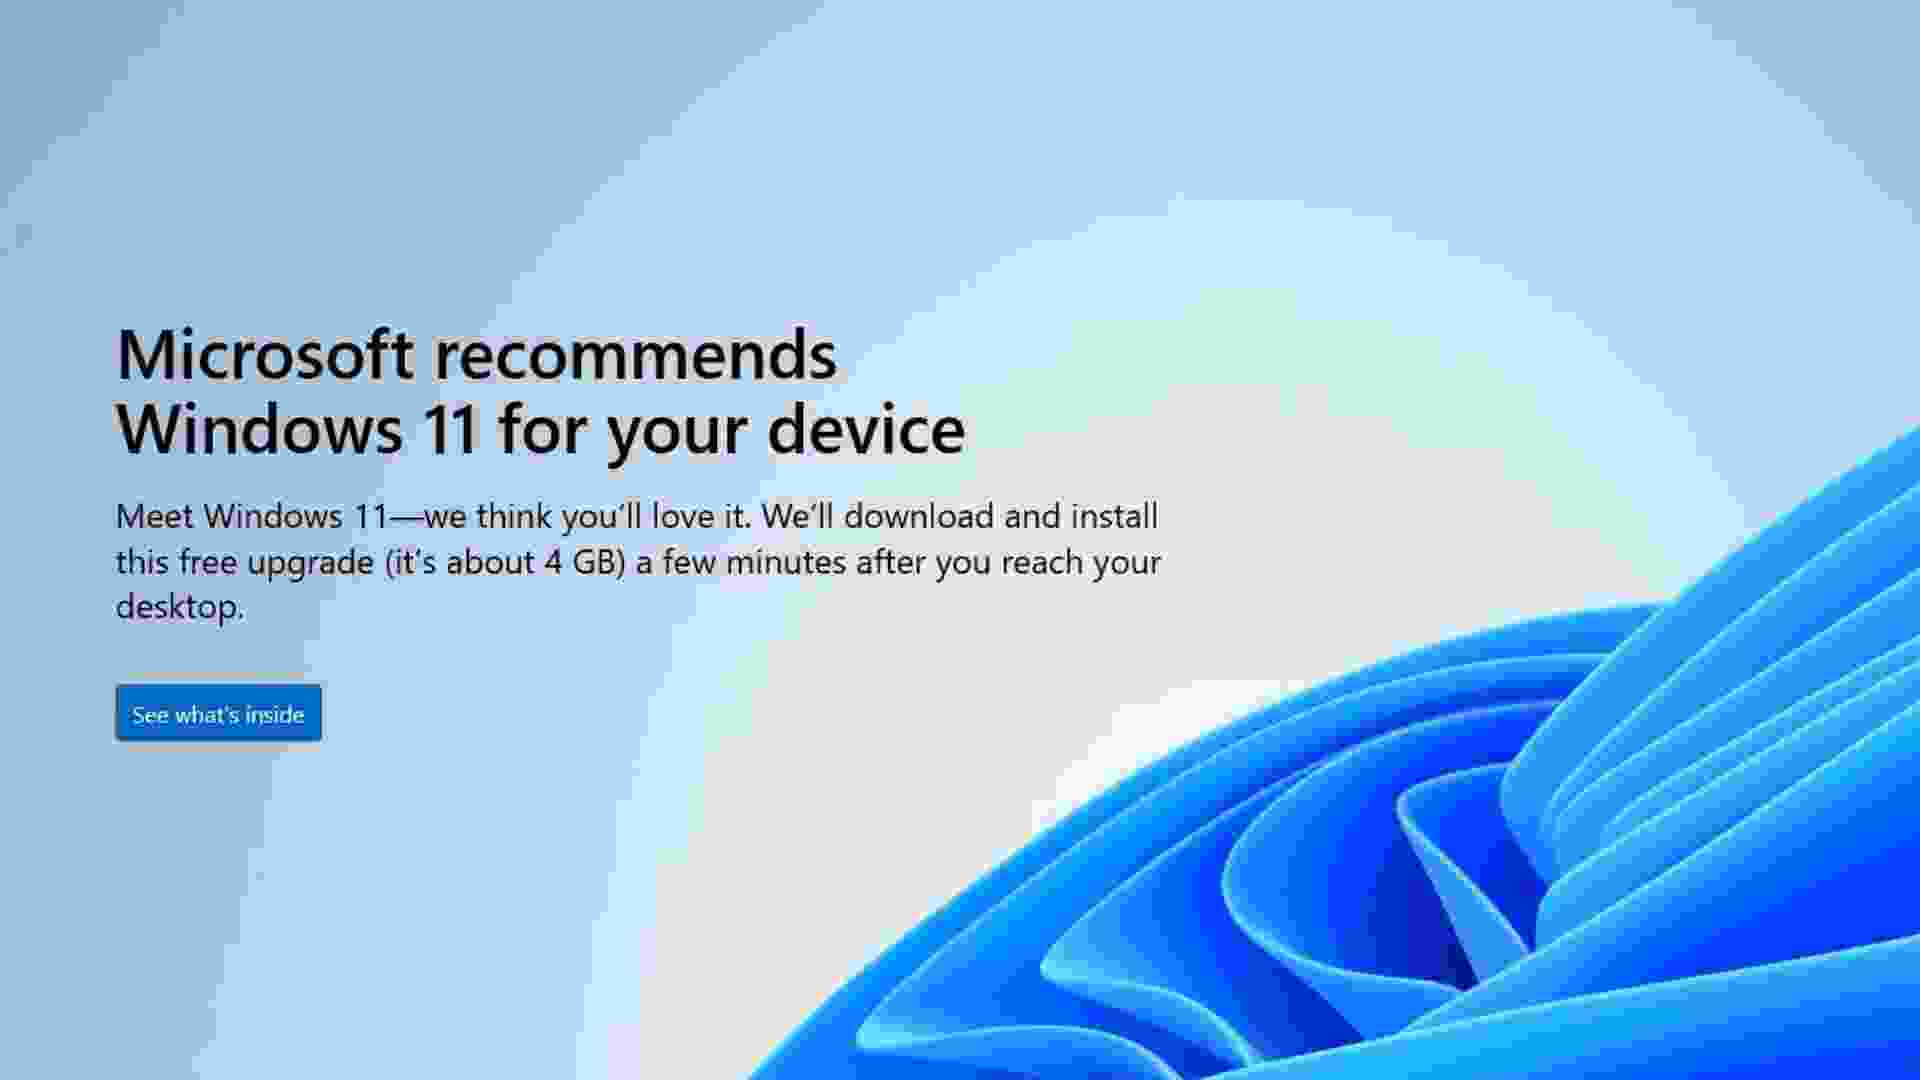 Microsoft recommends
Windows 11 for your device
Meet Windows 11—we think you’ll love it. We’ll download and install
this free upgrade (it’s about 4 GB) a few minutes after you reach your
desktop.
See what’s inside